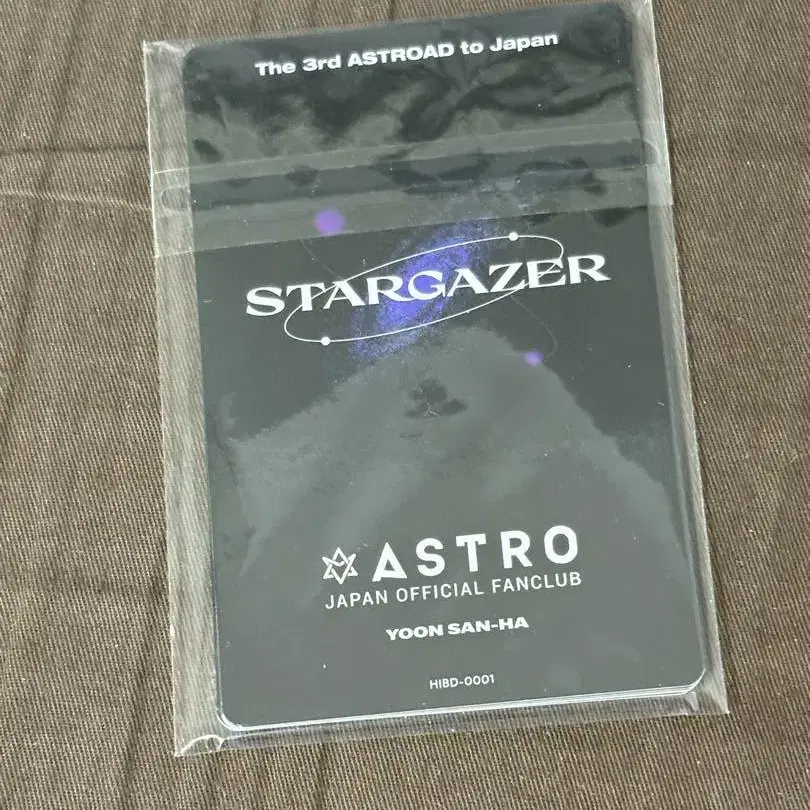 The 3rd ASTROAD to Japan
STARGAZER
ASTRO
JAPAN OFFICIAL FANCLUB
YOON SAN-HA
HIBD-0001